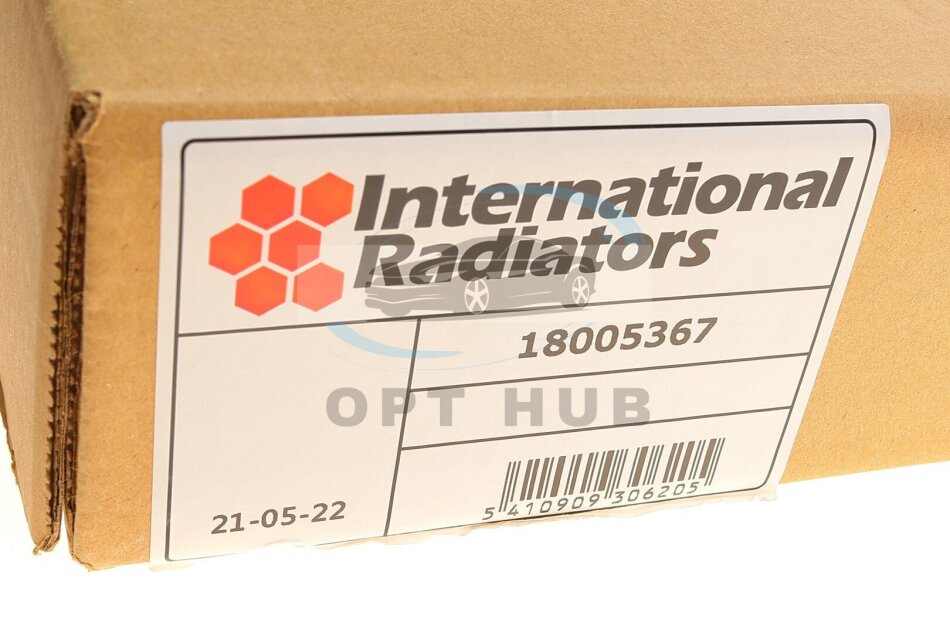 International
Radiators
18005367
OPT HUB
21-05-22
5 410909 306205